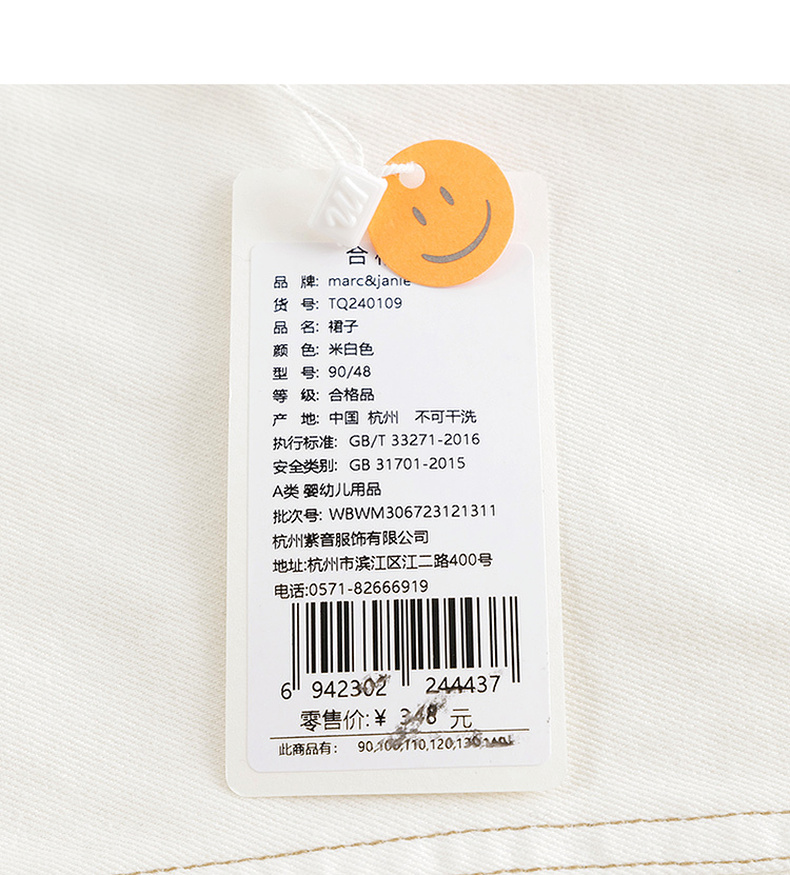 合
品 牌: marc&janie
货 号: TQ240109
品 名: 裙子
颜 色: 米白色
型 号: 90/48
等 级: 合格品
产 地: 中国 杭州 不可干洗
执行标准: GB/T 33271-2016
安全类别: GB 31701-2015
A类 婴幼儿用品
批次号: WBWM306723121311
杭州紫音服饰有限公司
地址:杭州市滨江区江二路400号
电话:0571-82666919
6 942302 244437
零售价:¥ 348 元
此商品有: 90,100,110,120,130,140